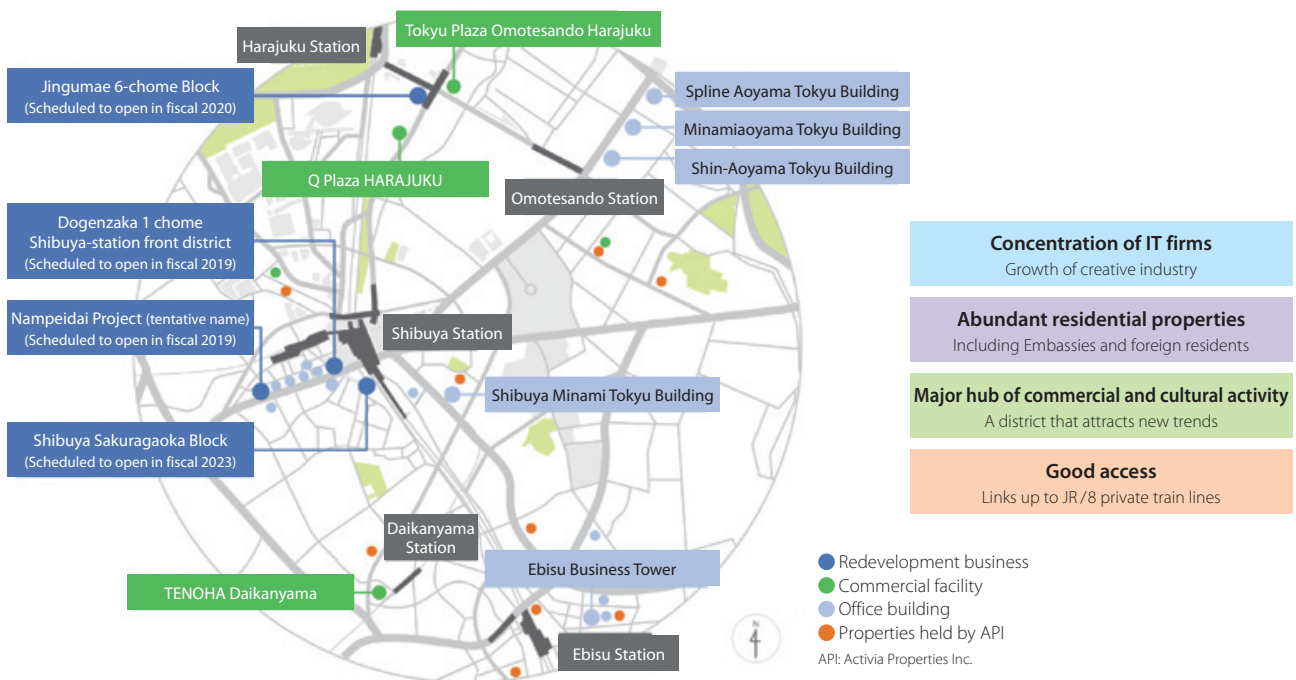 Harajuku Station
Tokyu Plaza Omotesando Harajuku
Jingumae 6-chome Block
(Scheduled to open in fiscal 2020)
Spline Aoyama Tokyu Building
Minamiaoyama Tokyu Building
Shin-Aoyama Tokyu Building
Q Plaza HARAJUKU
Omotesando Station
Dogenzaka 1 chome
Shibuya-station front district
(Scheduled to open in fiscal 2019)
Nampeidai Project (tentative name)
(Scheduled to open in fiscal 2019)
Shibuya Station
Shibuya Minami Tokyu Building
Shibuya Sakuragaoka Block
(Scheduled to open in fiscal 2023)
Daikanyama
Station
Ebisu Business Tower
TENOHA Daikanyama
Ebisu Station
N
Concentration of IT firms
Growth of creative industry
Abundant residential properties
Including Embassies and foreign residents
Major hub of commercial and cultural activity
A district that attracts new trends
Good access
Links up to JR/8 private train lines
Redevelopment business
Commercial facility
Office building
Properties held by API
API: Activia Properties Inc.